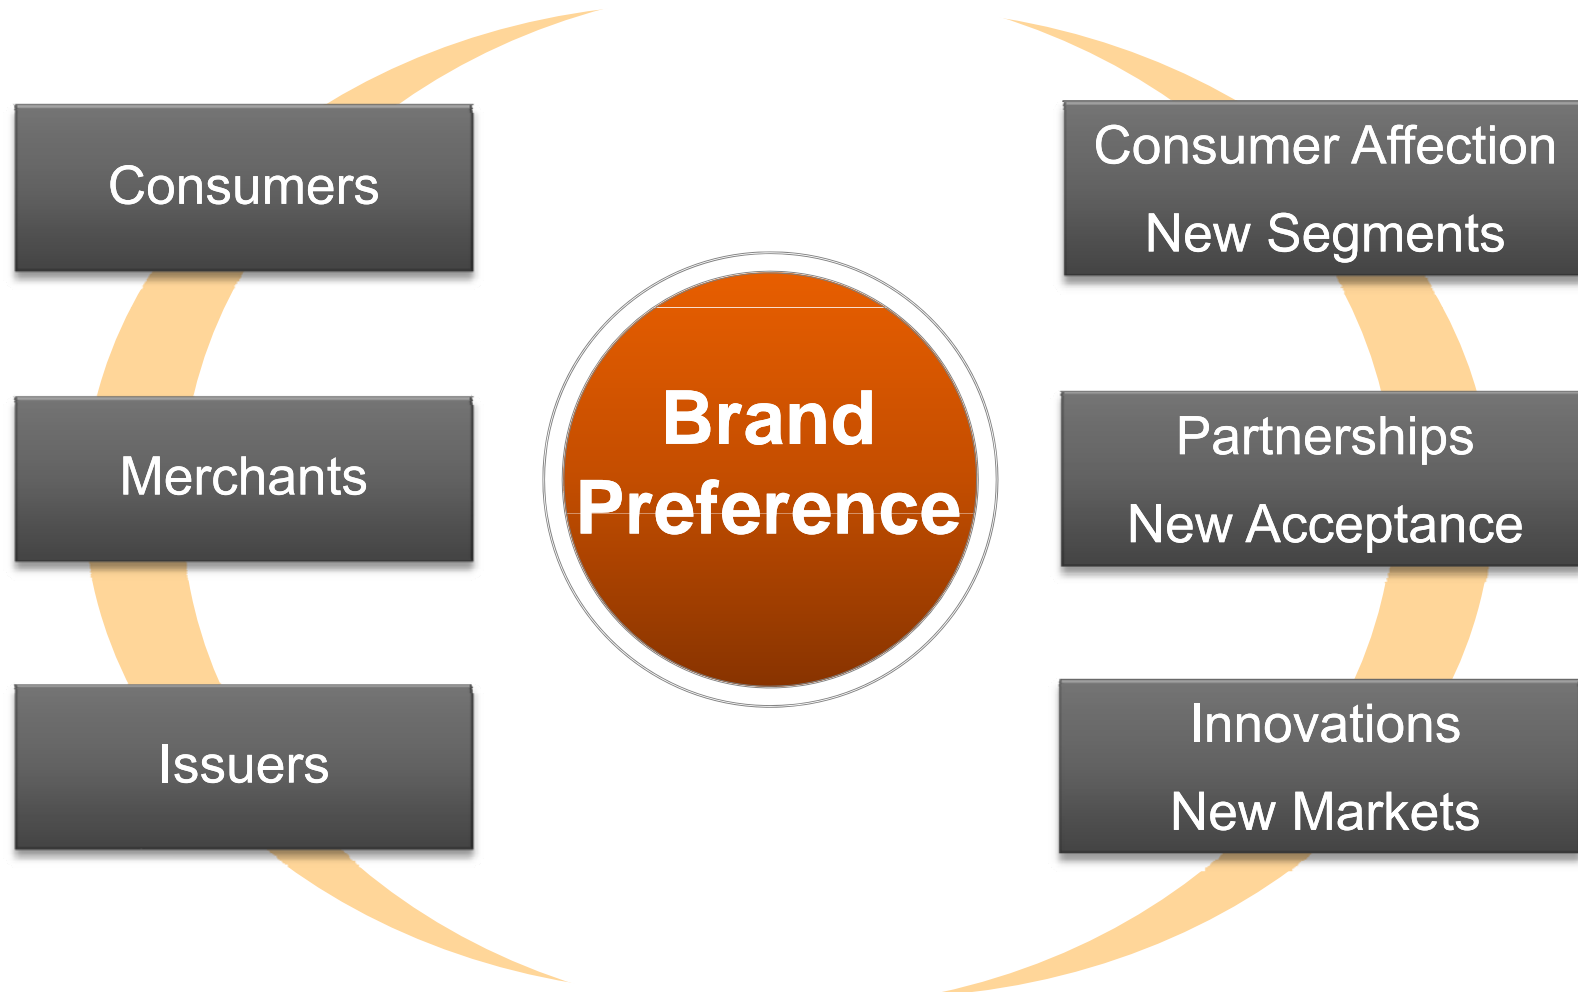 Consumers
Merchants
Issuers
Brand
Preference
Consumer Affection
New Segments
Partnerships
New Acceptance
Innovations
New Markets